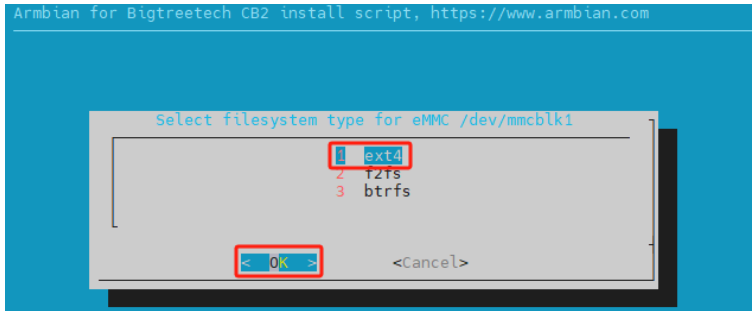 Armbian for Bigtreetech CB2 install script, https://www.armbian.com
Select filesystem type for eMMC /dev/mmcblk1
1 ext4
2 f2fs
3 btrfs
< OK > <Cancel>